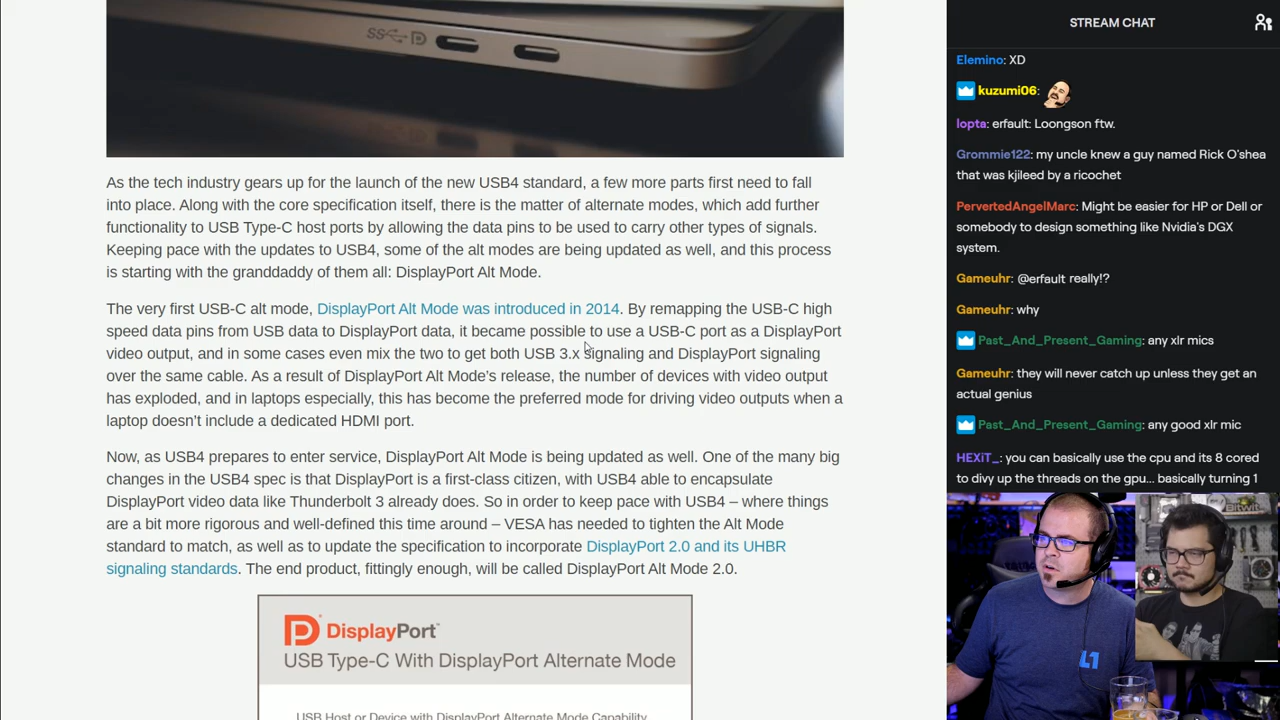 As the tech industry gears up for the launch of the new USB4 standard, a few more parts first need to fall
into place. Along with the core specification itself, there is the matter of alternate modes, which add further
functionality to USB Type-C host ports by allowing the data pins to be used to carry other types of signals.
Keeping pace with the updates to USB4, some of the alt modes are being updated as well, and this process
is starting with the granddaddy of them all: DisplayPort Alt Mode.
The very first USB-C alt mode, DisplayPort Alt Mode was introduced in 2014. By remapping the USB-C high
speed data pins from USB data to DisplayPort data, it became possible to use a USB-C port as a DisplayPort
video output, and in some cases even mix the two to get both USB 3.x signaling and DisplayPort signaling
over the same cable. As a result of DisplayPort Alt Mode's release, the number of devices with video output
has exploded, and in laptops especially, this has become the preferred mode for driving video outputs when a
laptop doesn't include a dedicated HDMI port.
Now, as USB4 prepares to enter service, DisplayPort Alt Mode is being updated as well. One of the many big
changes in the USB4 spec is that DisplayPort is a first-class citizen, with USB4 able to encapsulate
DisplayPort video data like Thunderbolt 3 already does. So in order to keep pace with USB4 – where things
are a bit more rigorous and well-defined this time around – VESA has needed to tighten the Alt Mode
standard to match, as well as to update the specification to incorporate DisplayPort 2.0 and its UHBR
signaling standards. The end product, fittingly enough, will be called DisplayPort Alt Mode 2.0.
DisplayPort™
USB Type-C With DisplayPort Alternate Mode
USB Host or Device with DisplayPort Alternate Mode Capability
STREAM CHAT
Elemino: XD
kuzumi06:
lopta: erfault: Loongson ftw.
Grommie122: my uncle knew a guy named Rick O'shea
that was kjileed by a ricochet
PervertedAngelMarc: Might be easier for HP or Dell or
somebody to design something like Nvidia's DGX
system.
Gameuhr: @erfault really!?
Gameuhr: why
Past_And_Present_Gaming: any xlr mics
Gameuhr: they will never catch up unless they get an
actual genius
Past_And_Present_Gaming: any good xlr mic
HEXiT_: you can basically use the cpu and its 8 cored
to divy up the threads on the gpu... basically turning 1
Bitwit
L1